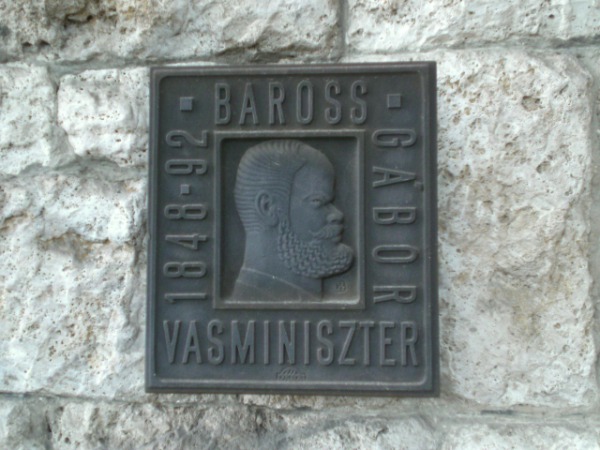 BAROSS
GÁBOR
1848-92
VASMINISZTER